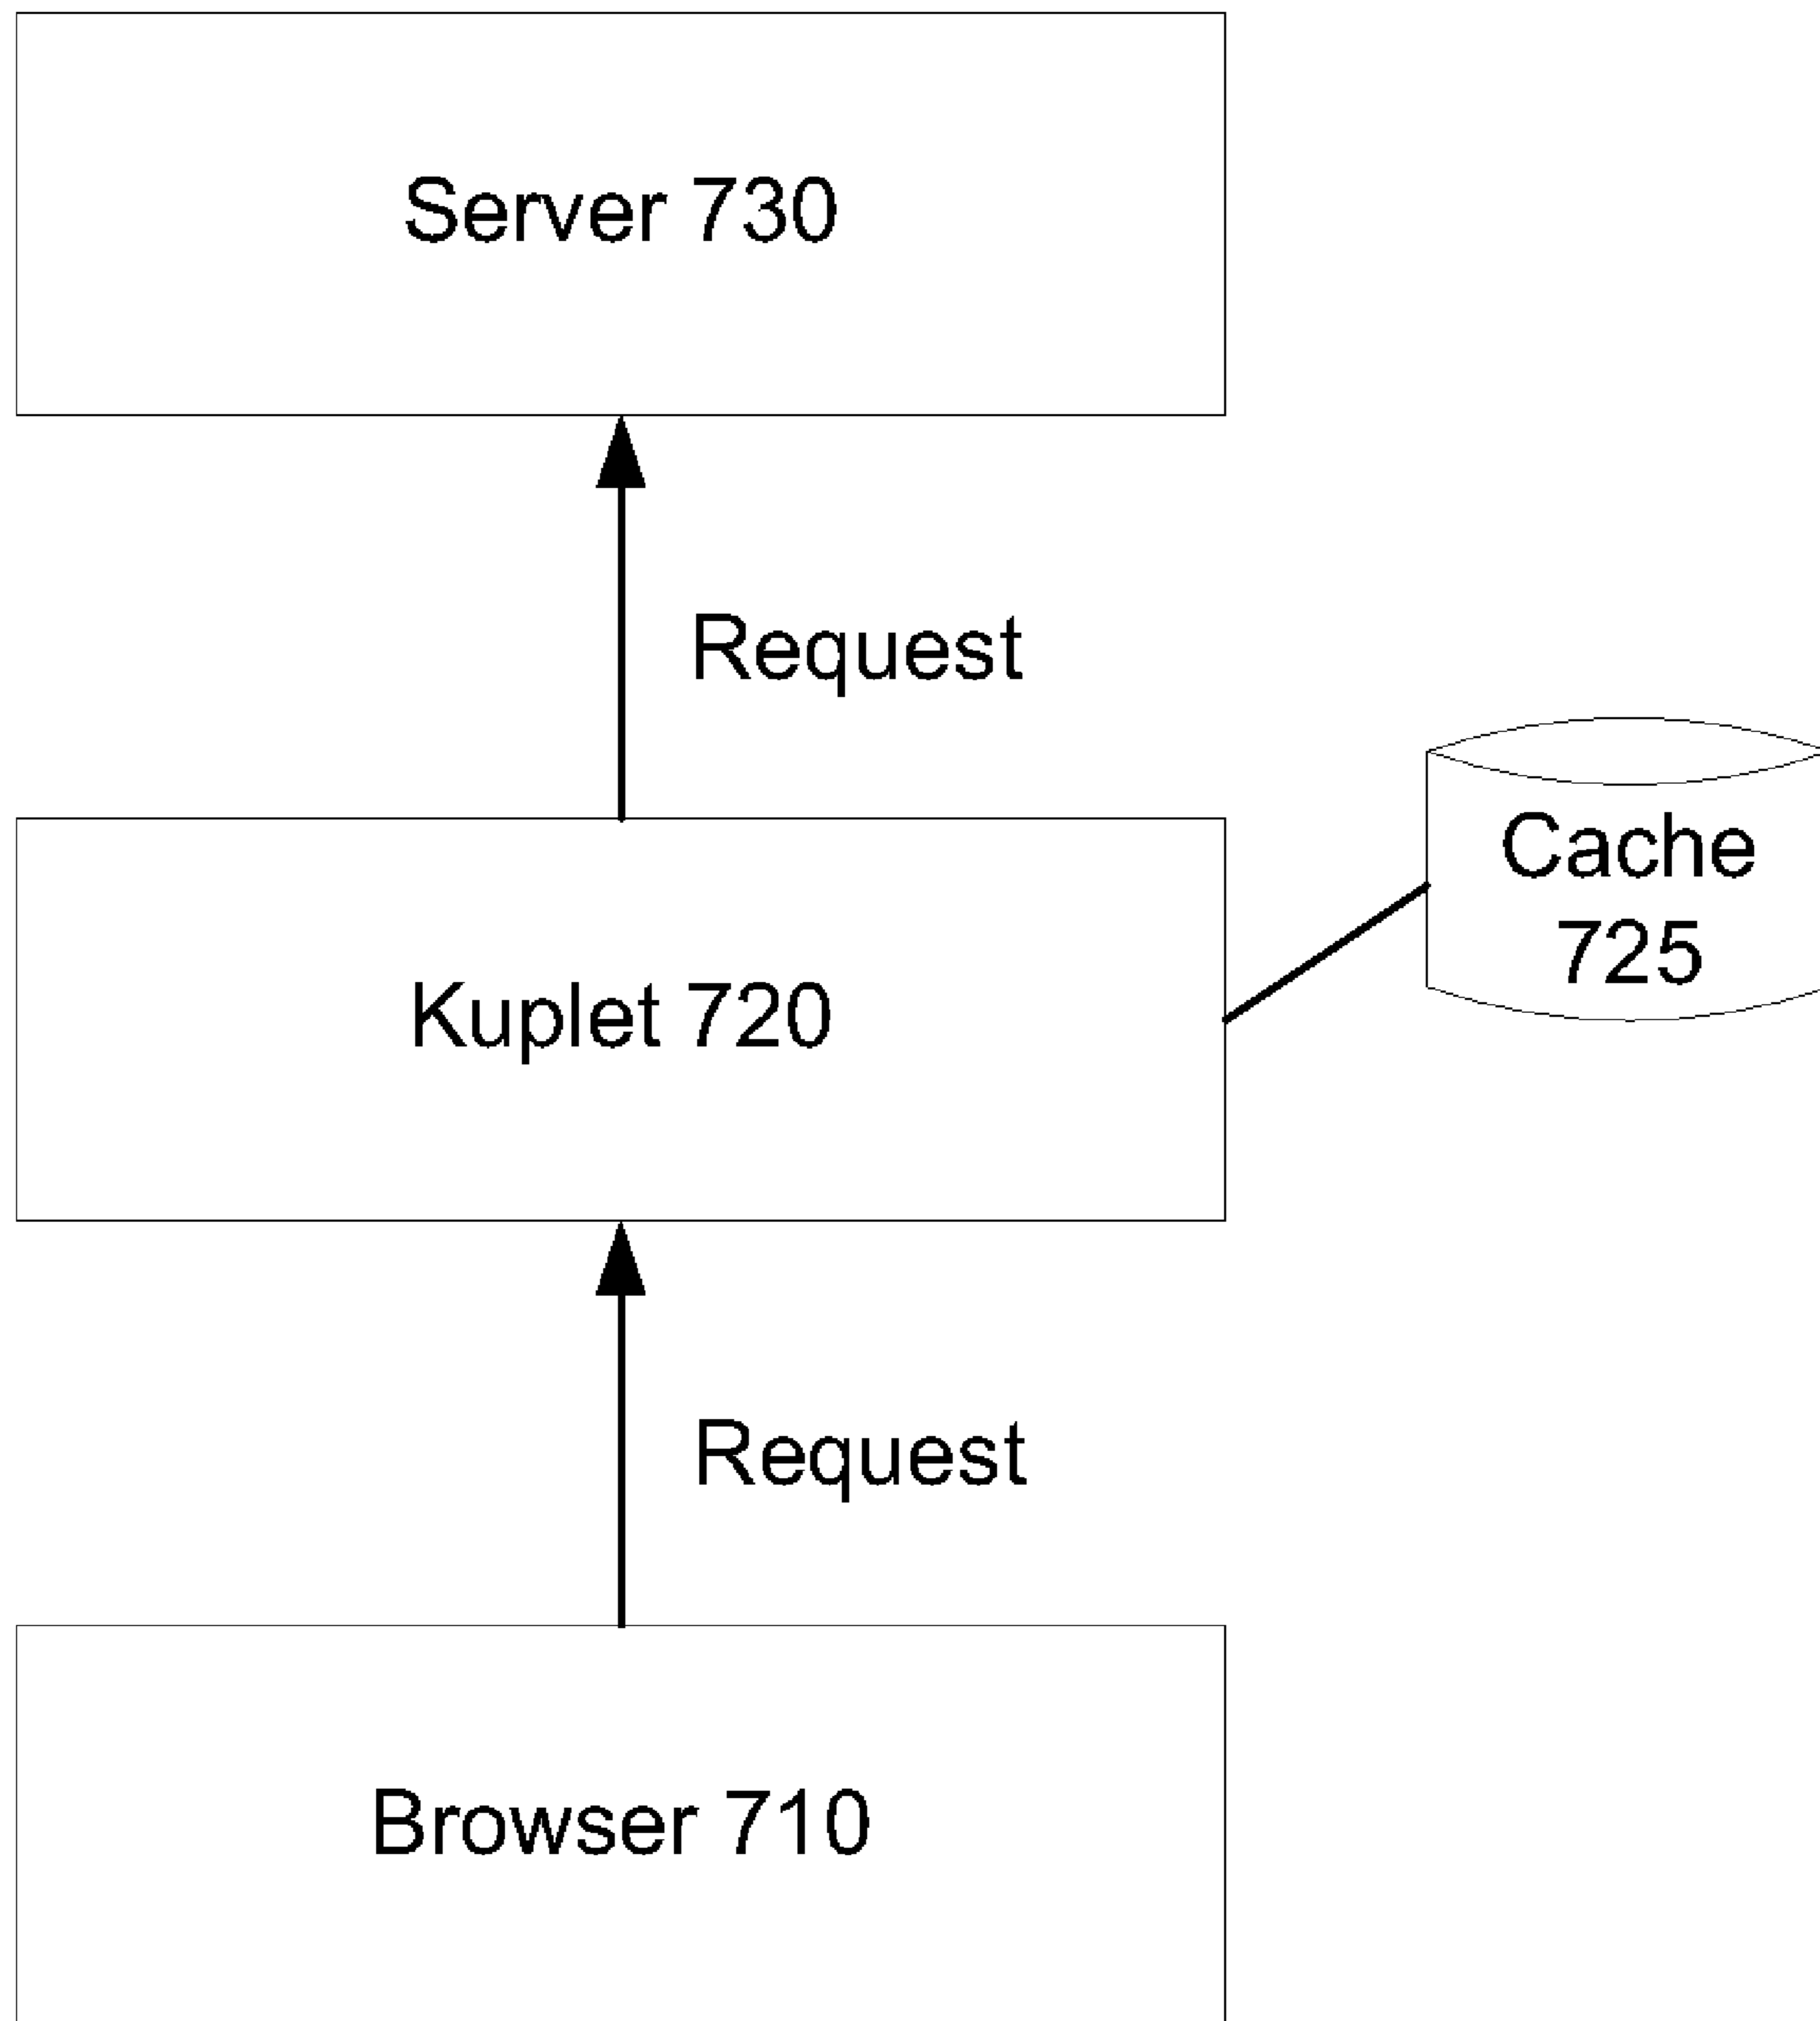 Server 730
Request
Cache
725
Kuplet 720
Request
Browser 710